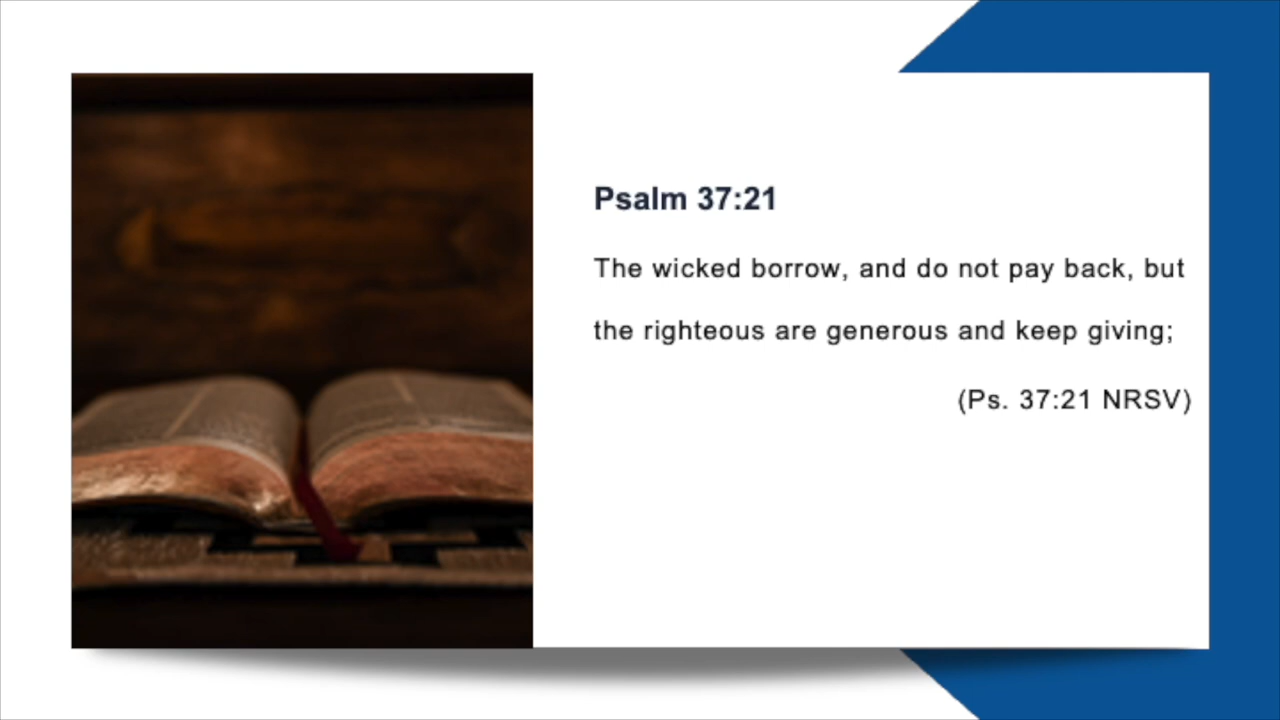 Psalm 37:21
The wicked borrow, and do not pay back, but
the righteous are generous and keep giving;
(Ps. 37:21 NRSV)